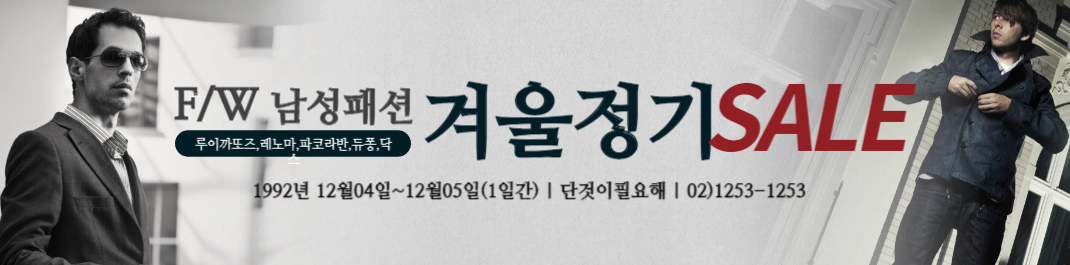 F/W 남성패션
루이까또즈,레노마,파코라반,듀퐁,닥
스
겨울정기SALE
1992년 12월04일~12월05일(1일간) | 단것이필요해 | 02)1253-1253